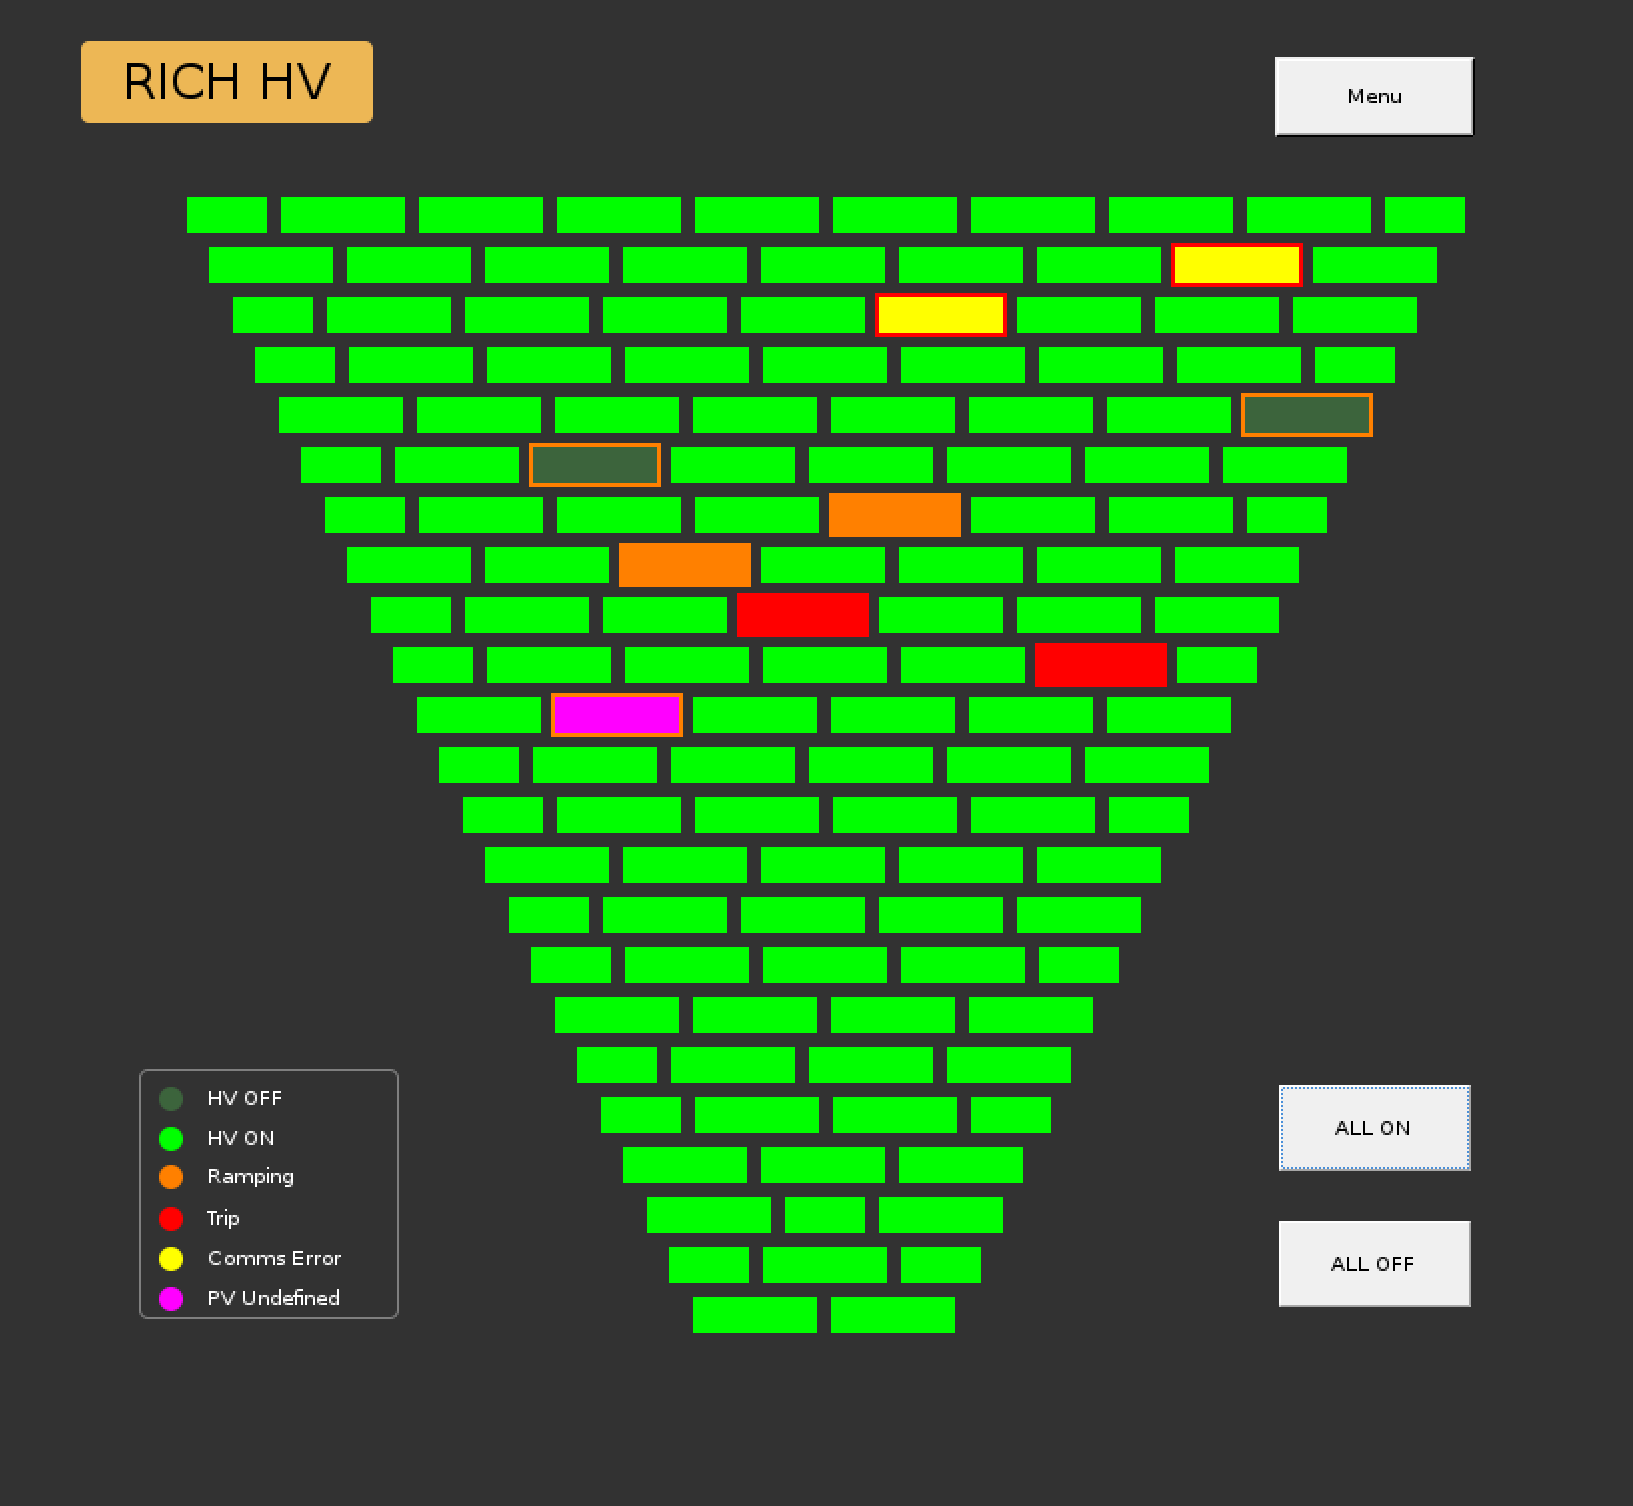 RICH HV
Menu
HV OFF
HV ON
Ramping
Trip
Comms Error
PV Undefined
ALL ON
ALL OFF